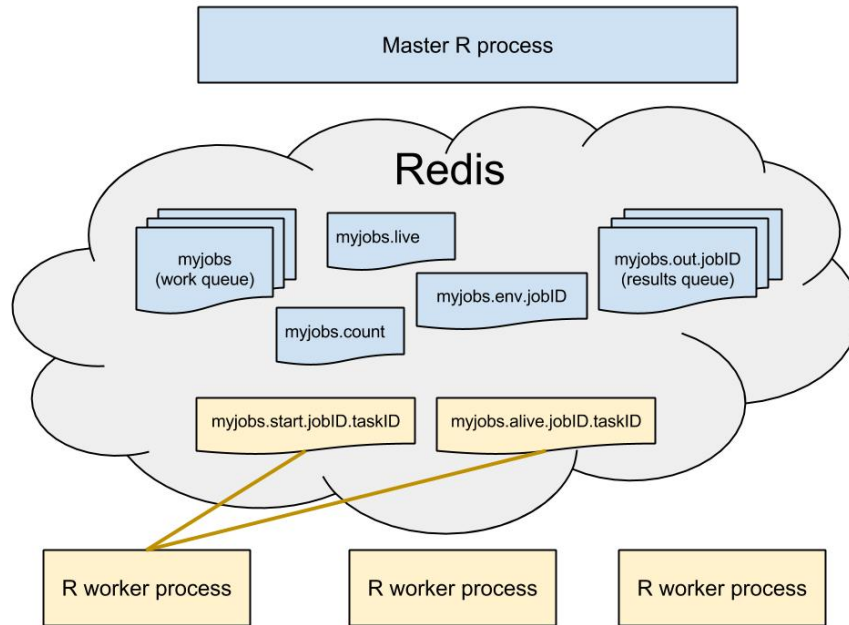 Master R process
Redis
myjobs
(work queue)
myjobs.live
myjobs.env.jobID
myjobs.out.jobID
(results queue)
myjobs.count
myjobs.start.jobID.taskID
myjobs.alive.jobID.taskID
R worker process
R worker process
R worker process